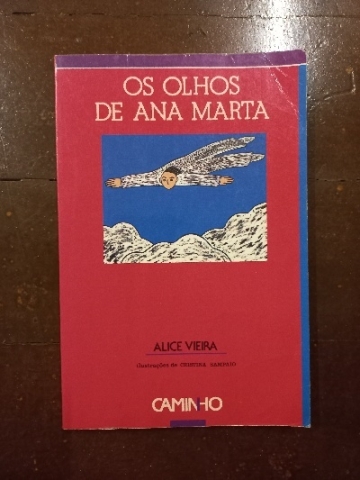 OS OLHOS
DE ANA MARTA
ALICE VIEIRA
ilustrações de CRISTINA SAMPAIO
CAMINHO